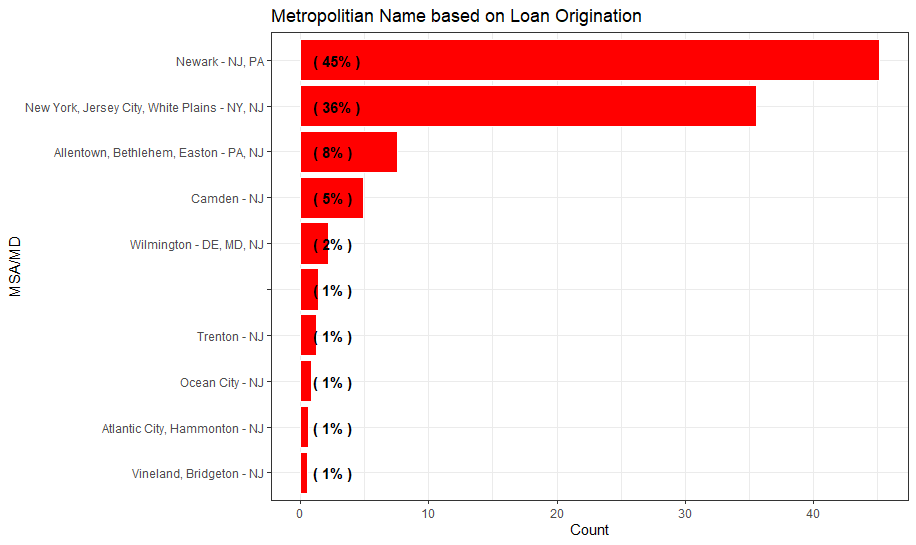 Metropolitian Name based on Loan Origination
Newark - NJ, PA
( 45% )
New York, Jersey City, White Plains - NY, NJ
( 36% )
Allentown, Bethlehem, Easton - PA, NJ
( 8% )
Camden - NJ
( 5% )
Wilmington - DE, MD, NJ
( 2% )
( 1% )
Trenton - NJ
( 1% )
Ocean City - NJ
( 1% )
Atlantic City, Hammonton - NJ
( 1% )
Vineland, Bridgeton - NJ
( 1% )
MSA/MD
0 10 20 30 40
Count